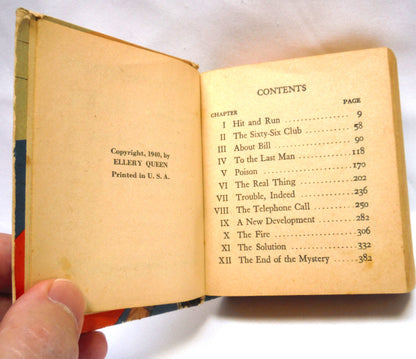 Copyright, 1940, by
ELLERY QUEEN
Printed in U. S. A.
CONTENTS
CHAPTER PAGE
I Hit and Run 9
II The Sixty-Six Club 58
III About Bill 90
IV To the Last Man 118
V Poison 170
VI The Real Thing 202
VII Trouble, Indeed 236
VIII The Telephone Call 250
IX A New Development 282
X The Fire 306
XI The Solution 332
XII The End of the Mystery 382